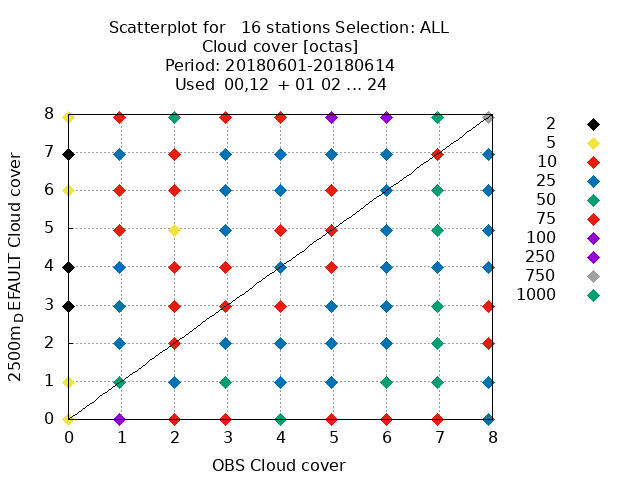 Scatterplot for   16 stations Selection: ALL
Cloud cover [octas]
Period: 20180601-20180614
Used  00,12  + 01 02 ... 24
8
7
6
5
4
3
2
1
0
2500m_DEFAULT Cloud cover
0 1 2 3 4 5 6 7 8
OBS Cloud cover
2
5
10
25
50
75
100
250
750
1000